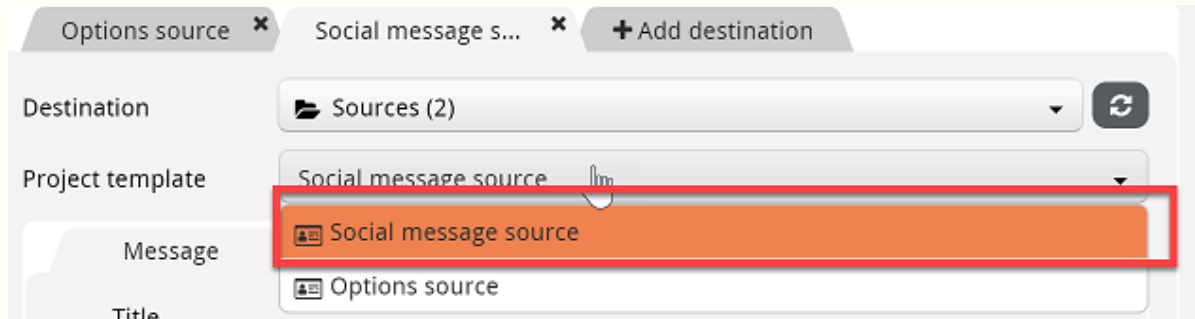 Options source ✖ Social message s... ✖ +Add destination
Destination Sources (2)
Project template Social message source
Social message source
Message
Options source
Title